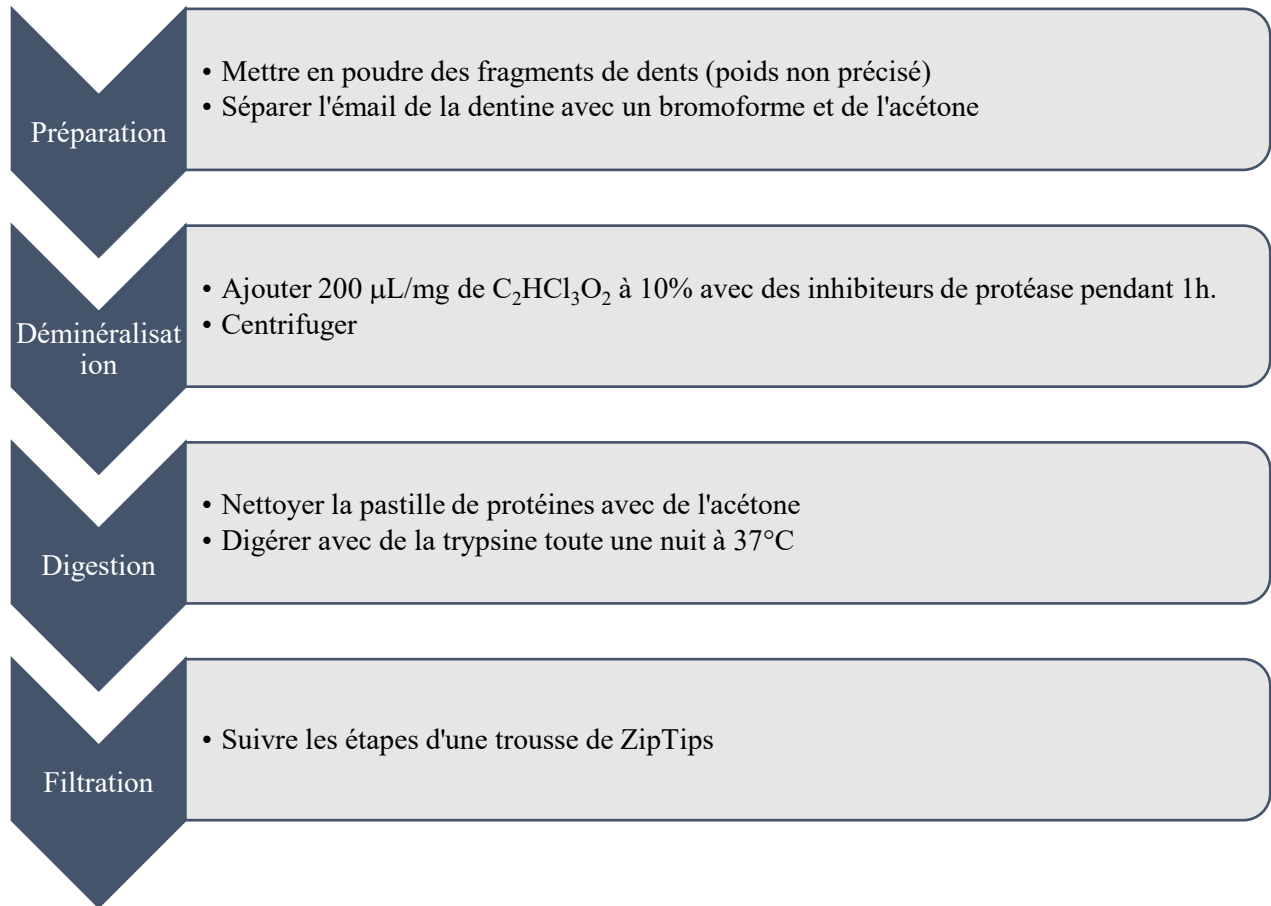 Préparation
• Mettre en poudre des fragments de dents (poids non précisé)
• Séparer l'émail de la dentine avec un bromoforme et de l'acétone
Déminéralisat
ion
• Ajouter 200 μL/mg de C₂HCl₃O₂ à 10% avec des inhibiteurs de protéase pendant 1h.
• Centrifuger
Digestion
• Nettoyer la pastille de protéines avec de l'acétone
• Digérer avec de la trypsine toute une nuit à 37°C
Filtration
• Suivre les étapes d'une trousse de ZipTips